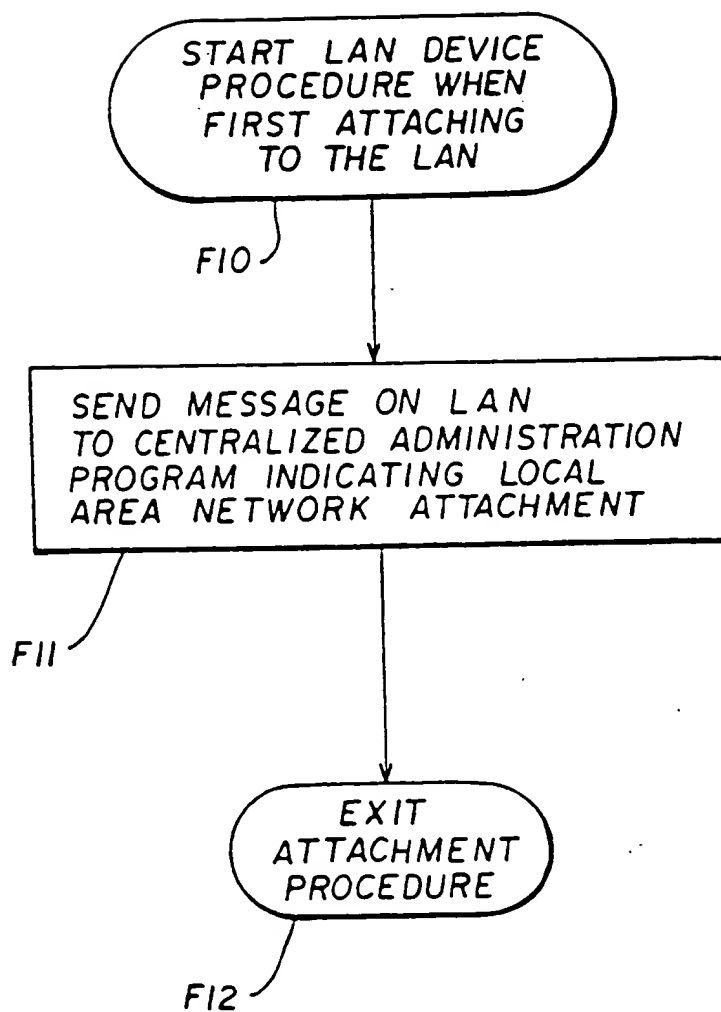 START LAN DEVICE
PROCEDURE WHEN
FIRST ATTACHING
TO THE LAN
F10
SEND MESSAGE ON LAN
TO CENTRALIZED ADMINISTRATION
PROGRAM INDICATING LOCAL
AREA NETWORK ATTACHMENT
F11
EXIT
ATTACHMENT
PROCEDURE
F12